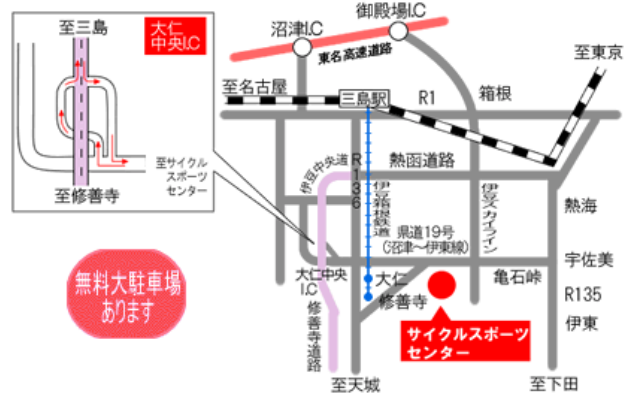 至三島
大仁
中央I.C
至サイクル
スポーツ
センター
至修善寺
無料大駐車場
あります
御殿場I.C
沼津I.C
東名高速道路
至東京
至名古屋
三島駅
R1
箱根
伊豆中央道
R136
熱函道路
伊豆箱根鉄道
伊豆スカイライン
熱海
県道19号
(沼津〜伊東線)
宇佐美
大仁中央
I.C
大仁
亀石峠
修善寺
R135
修善寺道路
サイクルスポーツ
センター
伊東
至天城
至下田